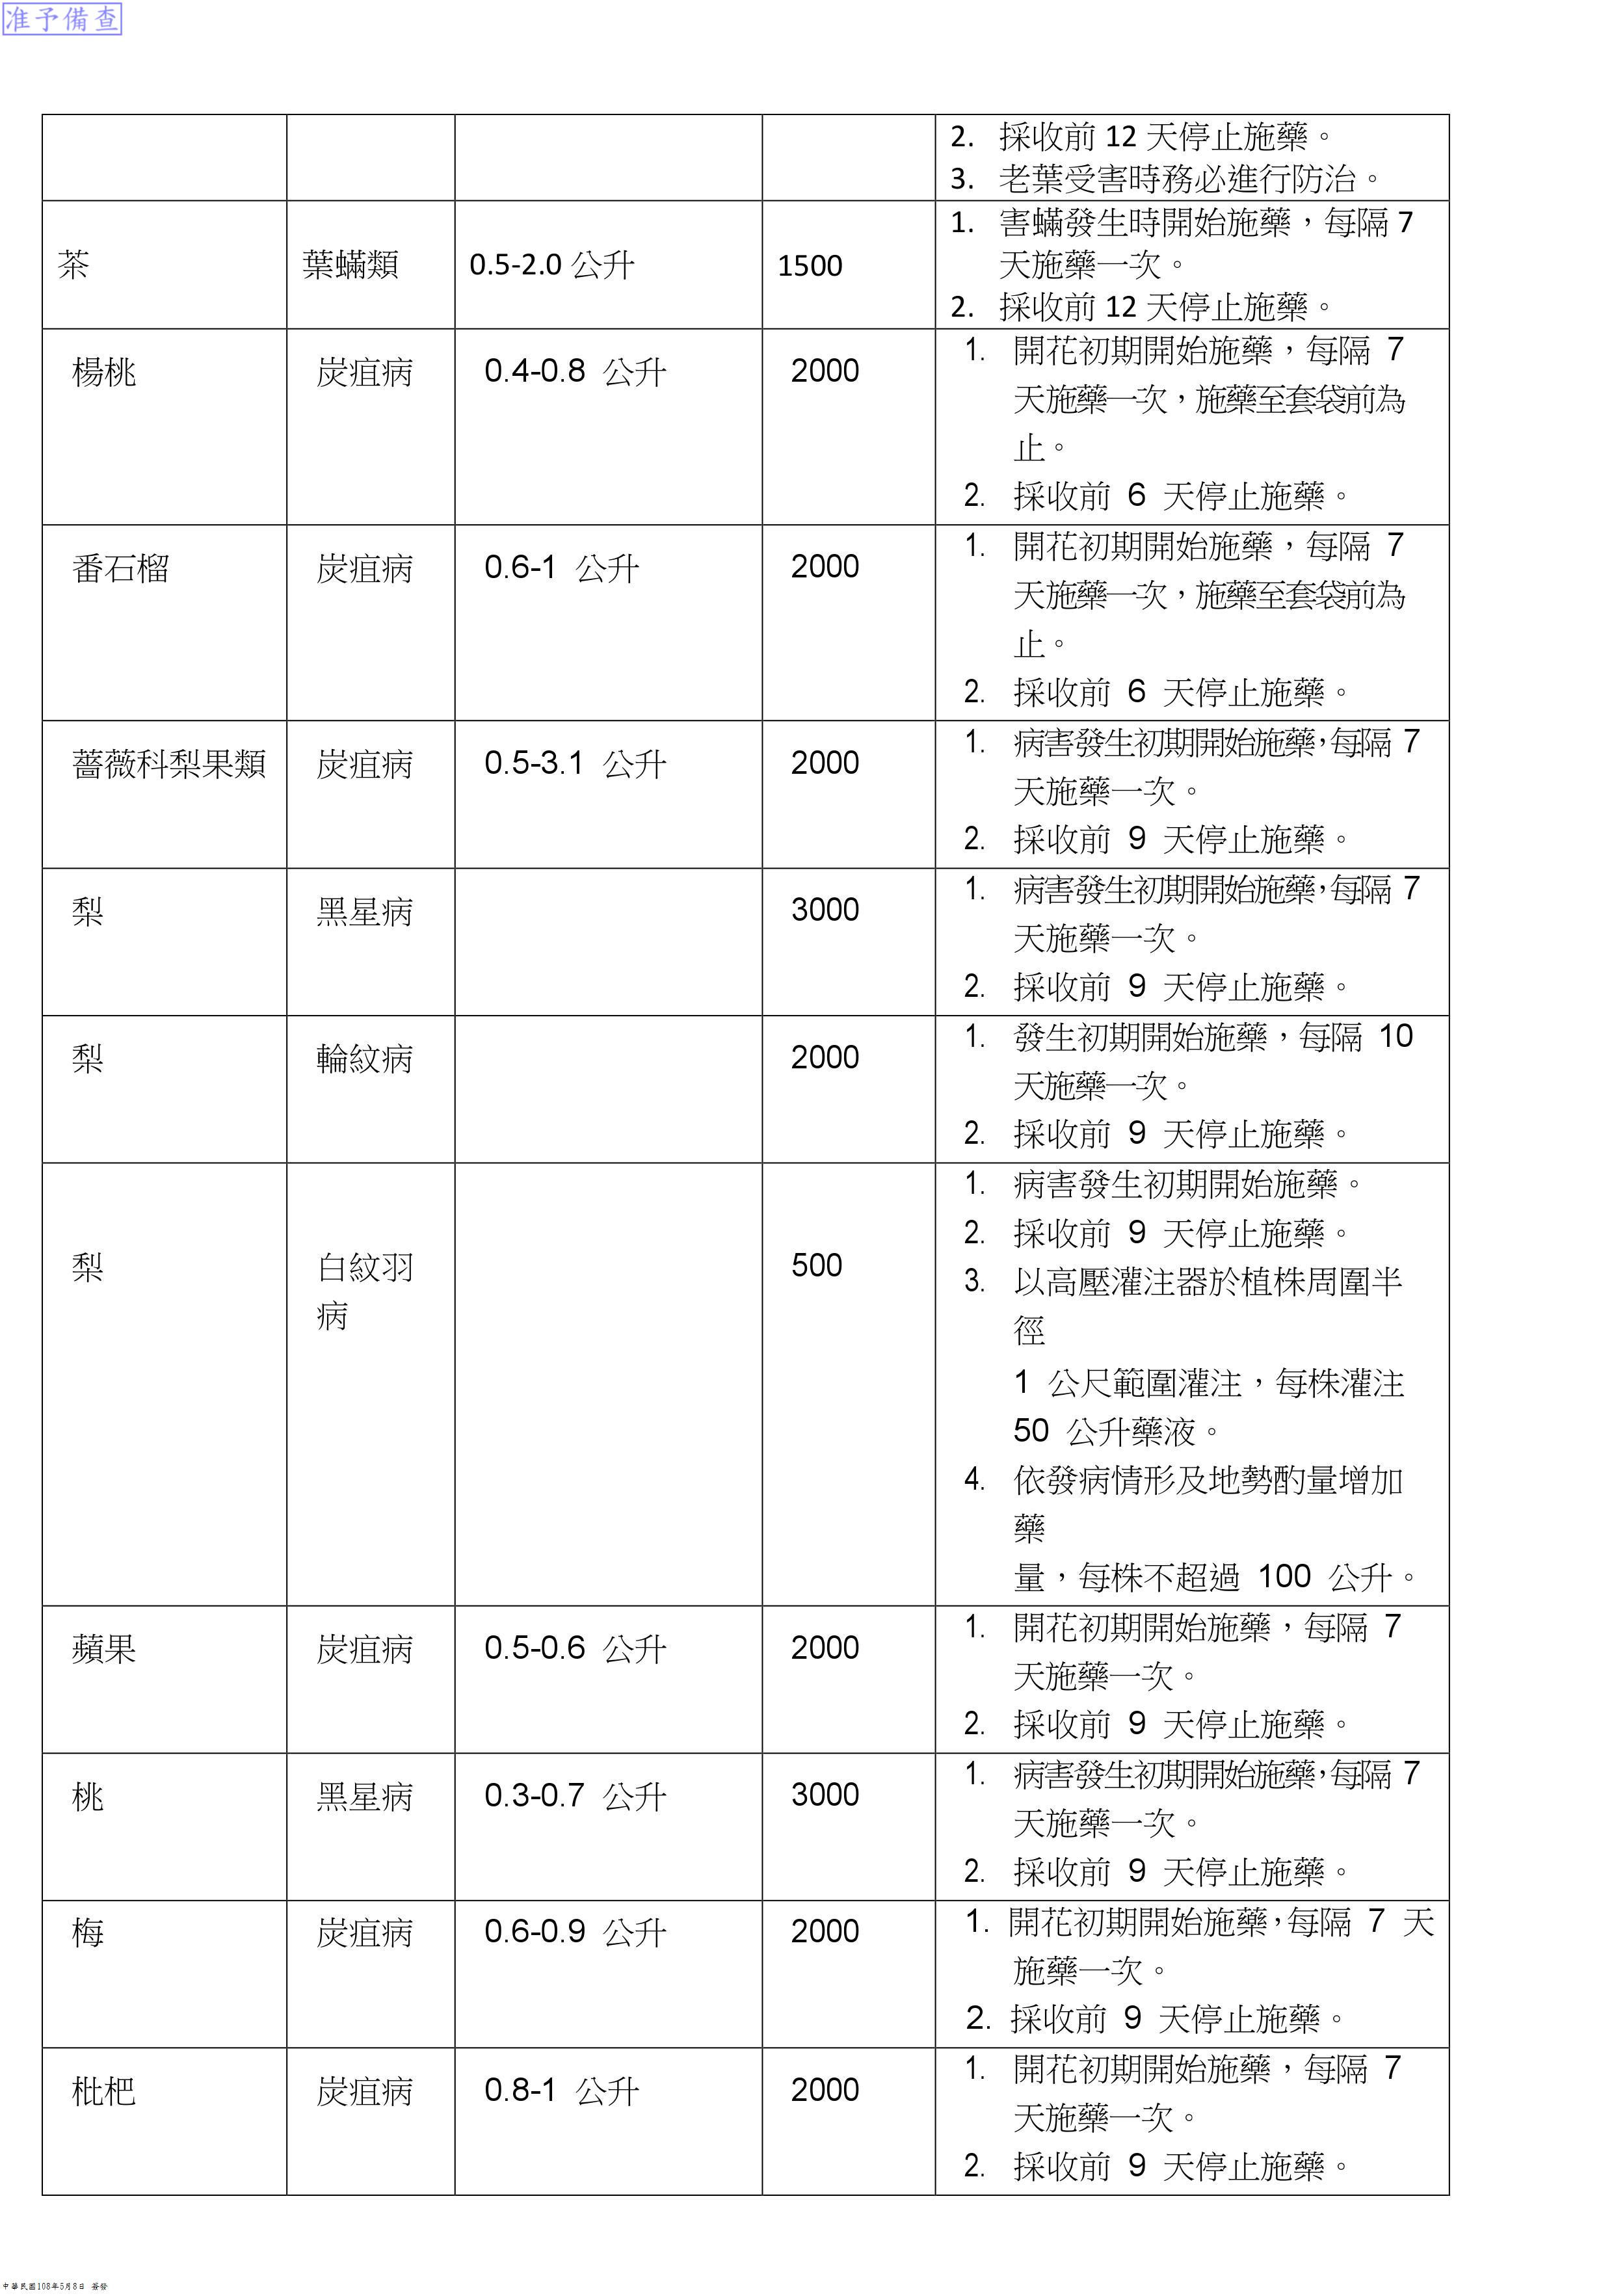 准予備查
2. 採收前 12 天停止施藥。
3. 老葉受害時務必進行防治。
茶 葉蟎類 0.5-2.0 公升 1500
1. 害蟎發生時開始施藥，每隔 7
天施藥一次。
2. 採收前 12 天停止施藥。
楊桃 炭疽病 0.4-0.8 公升 2000
1. 開花初期開始施藥，每隔 7
天施藥一次，施藥至套袋前為
止。
2. 採收前 6 天停止施藥。
番石榴 炭疽病 0.6-1 公升 2000
1. 開花初期開始施藥，每隔 7
天施藥一次，施藥至套袋前為
止。
2. 採收前 6 天停止施藥。
薔薇科梨果類 炭疽病 0.5-3.1 公升 2000
1. 病害發生初期開始施藥，每隔 7
天施藥一次。
2. 採收前 9 天停止施藥。
梨 黑星病 3000
1. 病害發生初期開始施藥，每隔 7
天施藥一次。
2. 採收前 9 天停止施藥。
梨 輪紋病 2000
1. 發生初期開始施藥，每隔 10
天施藥一次。
2. 採收前 9 天停止施藥。
梨 白紋羽
病 500
1. 病害發生初期開始施藥。
2. 採收前 9 天停止施藥。
3. 以高壓灌注器於植株周圍半
徑
1 公尺範圍灌注，每株灌注
50 公升藥液。
4. 依發病情形及地勢酌量增加
藥
量，每株不超過 100 公升。
蘋果 炭疽病 0.5-0.6 公升 2000
1. 開花初期開始施藥，每隔 7
天施藥一次。
2. 採收前 9 天停止施藥。
桃 黑星病 0.3-0.7 公升 3000
1. 病害發生初期開始施藥，每隔 7
天施藥一次。
2. 採收前 9 天停止施藥。
梅 炭疽病 0.6-0.9 公升 2000
1. 開花初期開始施藥，每隔 7 天
施藥一次。
2. 採收前 9 天停止施藥。
枇杷 炭疽病 0.8-1 公升 2000
1. 開花初期開始施藥，每隔 7
天施藥一次。
2. 採收前 9 天停止施藥。
中華民國108年5月8日 簽發